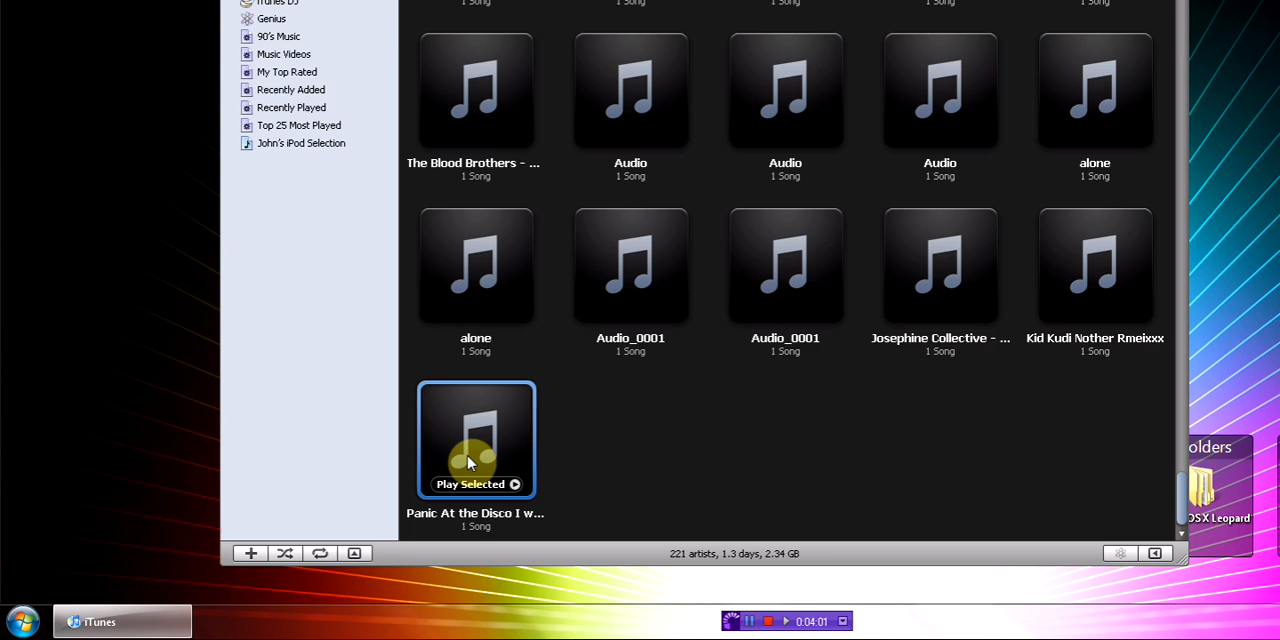 iTunes DJ
Genius
90's Music
Music Videos
My Top Rated
Recently Added
Recently Played
Top 25 Most Played
John's iPod Selection
1 Song 1 Song 1 Song 1 Song 1 Song
The Blood Brothers - ... Audio Audio Audio alone
1 Song 1 Song 1 Song 1 Song 1 Song
alone Audio_0001 Audio_0001 Josephine Collective - ... Kid Kudi Nother Rmeixxx
1 Song 1 Song 1 Song 1 Song 1 Song
Play Selected
Panic At the Disco I w...
1 Song
221 artists, 1.3 days, 2.34 GB
olders
OSX Leopard
iTunes
0:04:01